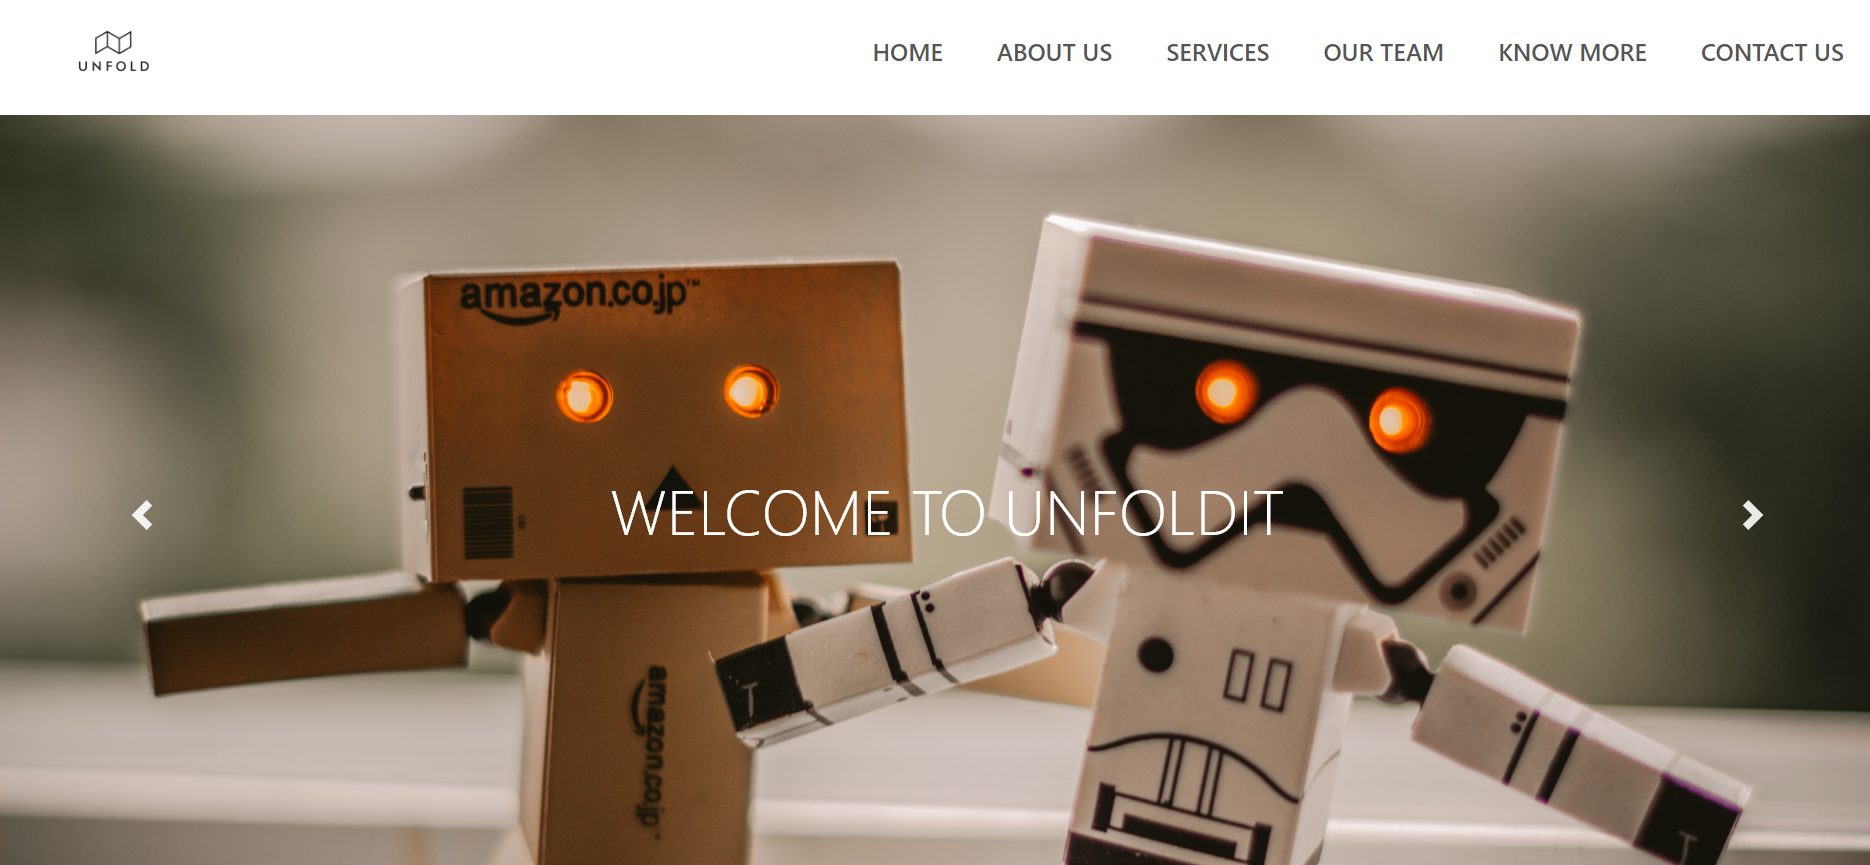 UNFOLD
HOME ABOUT US SERVICES OUR TEAM KNOW MORE CONTACT US
amazon.co.jp™
WELCOME TO UNFOLDIT
amazon.co.jp